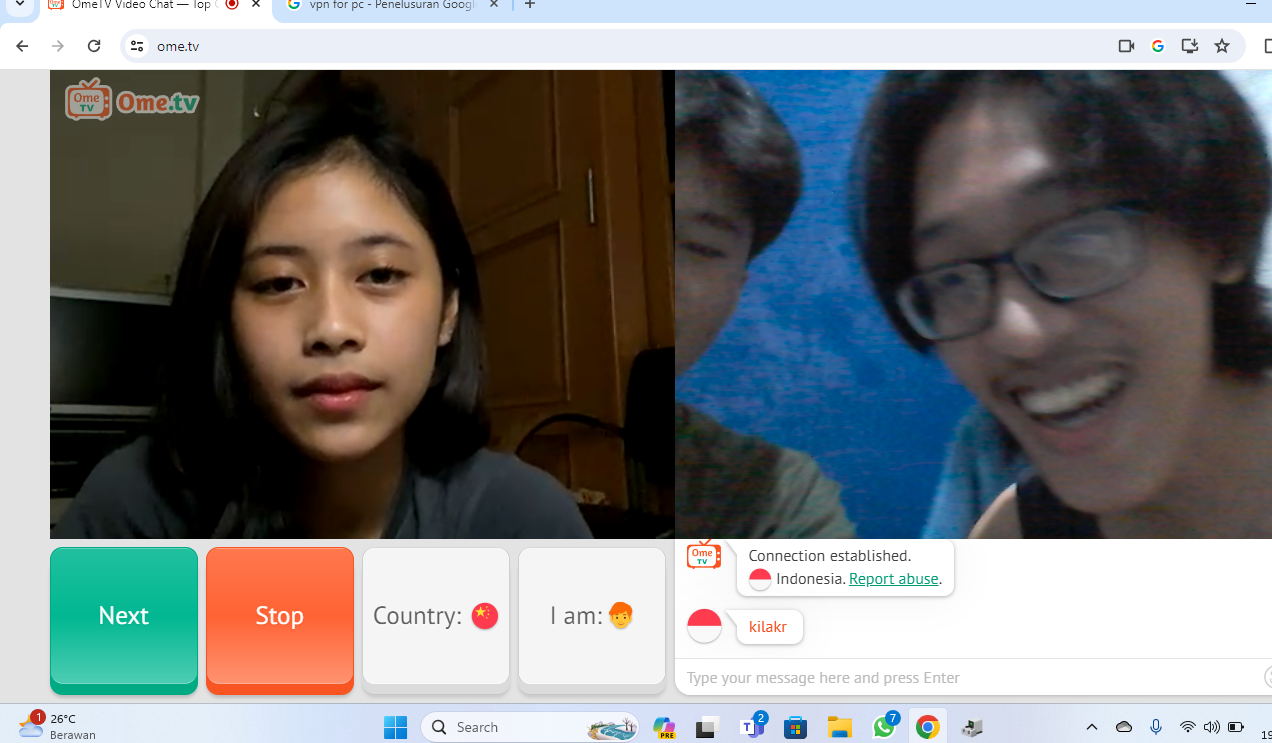 OmeTV Video Chat — Top
vpn for pc - Penelusuran Googl
ome.tv
Ome TV Ome.tv
Next
Stop
Country:
I am:
Ome TV
Connection established.
Indonesia. Report abuse.
kilakr
Type your message here and press Enter
1
26°C
Berawan
Search
PRE
T
2
7
19